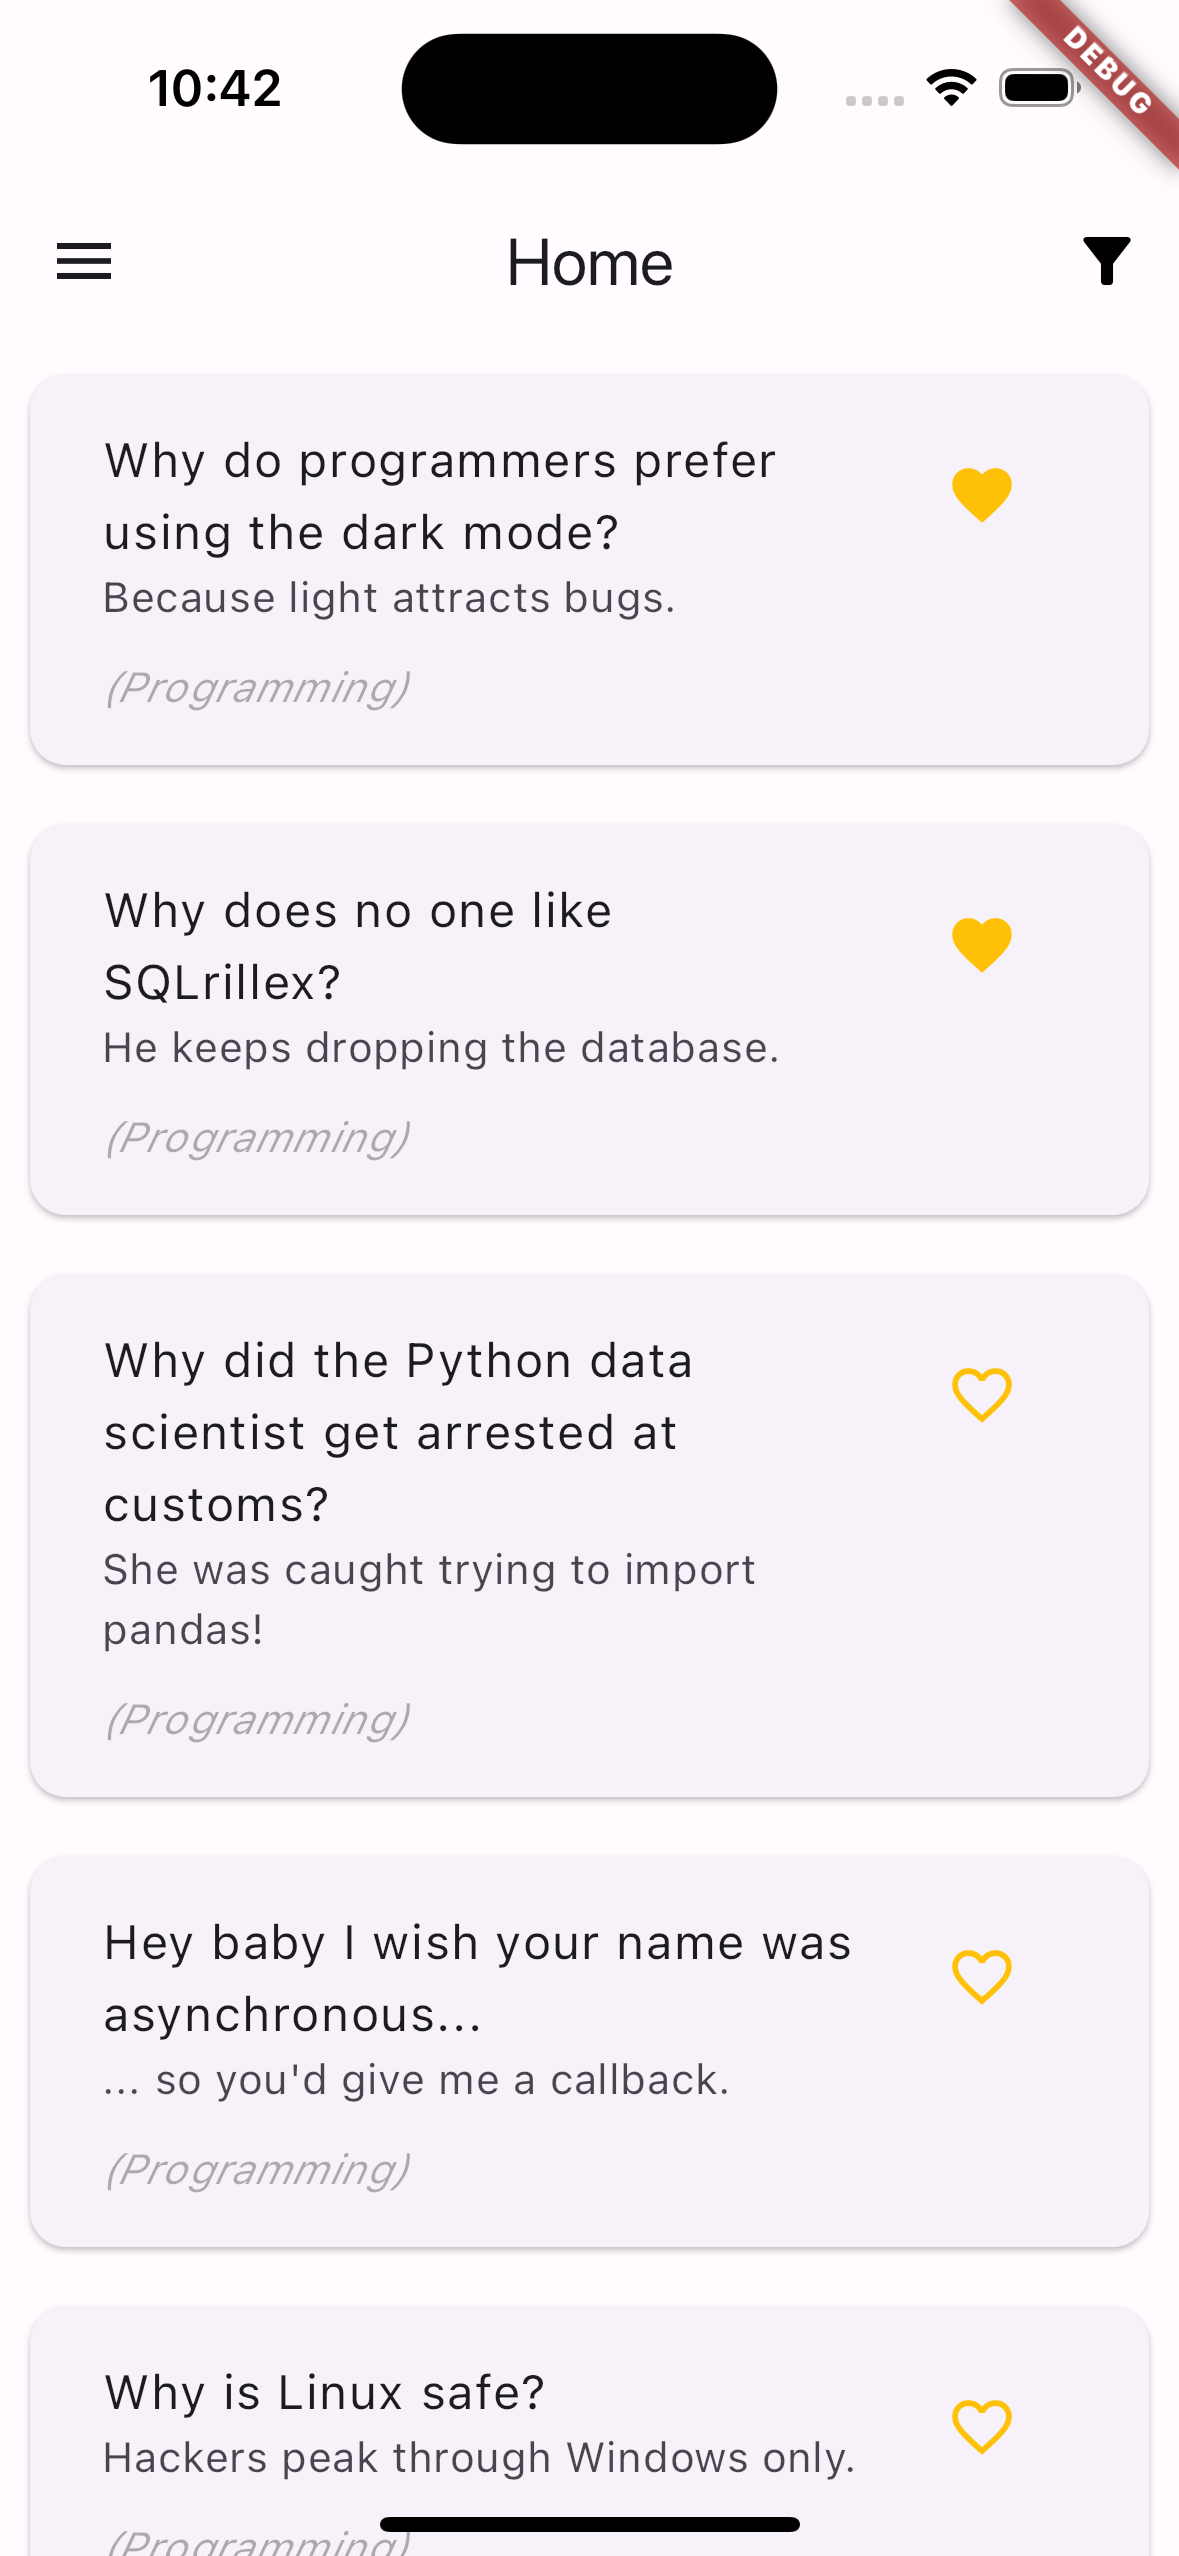 10:42
DEBUG
Home
Why do programmers prefer
using the dark mode?
Because light attracts bugs.
(Programming)
Why does no one like
SQLrillex?
He keeps dropping the database.
(Programming)
Why did the Python data
scientist get arrested at
customs?
She was caught trying to import
pandas!
(Programming)
Hey baby I wish your name was
asynchronous...
... so you'd give me a callback.
(Programming)
Why is Linux safe?
Hackers peak through Windows only.
(Programming)